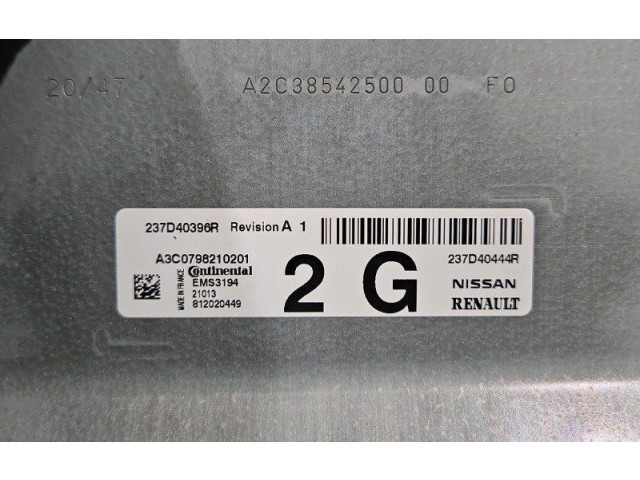 20/47 A2C38542500 00 F0
237D40396R Revision A 1
A3C0798210201 237D40444R
MADE IN FRANCE
Continental
EMS3194
21013
812020449
2 G
NISSAN
RENAULT